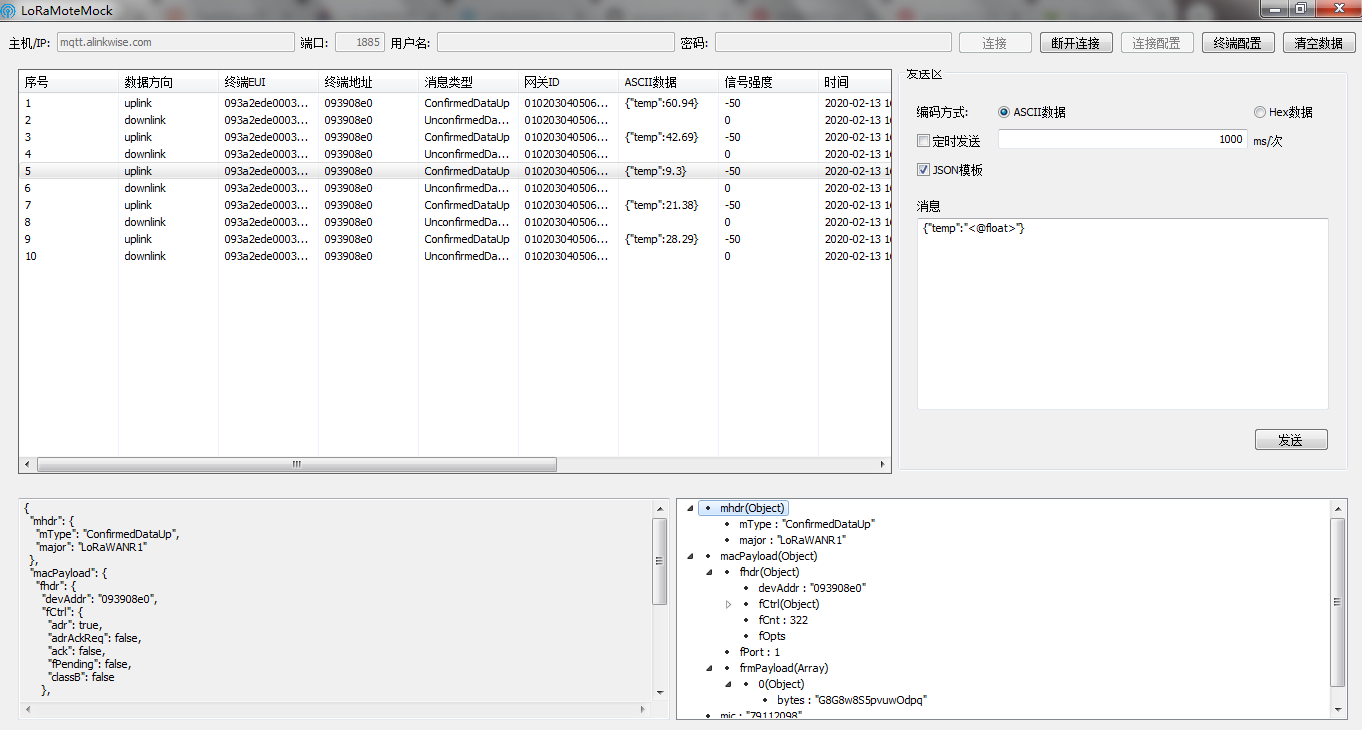 LoRaMoteMock
主机/IP: mqtt.alinkwise.com 端口: 1885 用户名: 密码: 连接 断开连接 连接配置 终端配置 清空数据
序号 数据方向 终端EUI 终端地址 消息类型 网关ID ASCII数据 信号强度 时间
1 uplink 093a2ede0003... 093908e0 ConfirmedDataUp 010203040506... {"temp":60.94} -50 2020-02-13
2 downlink 093a2ede0003... 093908e0 UnconfirmedDa... 010203040506... 0 2020-02-13
3 uplink 093a2ede0003... 093908e0 ConfirmedDataUp 010203040506... {"temp":42.69} -50 2020-02-13
4 downlink 093a2ede0003... 093908e0 UnconfirmedDa... 010203040506... 0 2020-02-13
5 uplink 093a2ede0003... 093908e0 ConfirmedDataUp 010203040506... {"temp":9.3} -50 2020-02-13
6 downlink 093a2ede0003... 093908e0 UnconfirmedDa... 010203040506... 0 2020-02-13
7 uplink 093a2ede0003... 093908e0 ConfirmedDataUp 010203040506... {"temp":21.38} -50 2020-02-13
8 downlink 093a2ede0003... 093908e0 UnconfirmedDa... 010203040506... 0 2020-02-13
9 uplink 093a2ede0003... 093908e0 ConfirmedDataUp 010203040506... {"temp":28.29} -50 2020-02-13
10 downlink 093a2ede0003... 093908e0 UnconfirmedDa... 010203040506... 0 2020-02-13
发送区
编码方式: ASCII数据 Hex数据
定时发送 1000 ms/次
JSON模板
消息
{"temp":"<@float>"}
发送
{
"mhdr": {
"mType": "ConfirmedDataUp",
"major": "LoRaWANR1"
},
"macPayload": {
"fhdr": {
"devAddr": "093908e0",
"fCtrl": {
"adr": true,
"adrAckReq": false,
"ack": false,
"fPending": false,
"classB": false
},
mhdr(Object)
mType : "ConfirmedDataUp"
major : "LoRaWANR1"
macPayload(Object)
fhdr(Object)
devAddr : "093908e0"
fCtrl(Object)
fCnt : 322
fOpts
fPort : 1
frmPayload(Array)
0(Object)
bytes : "G8G8w8S5pvuwOdpq"
mic : "79112098"